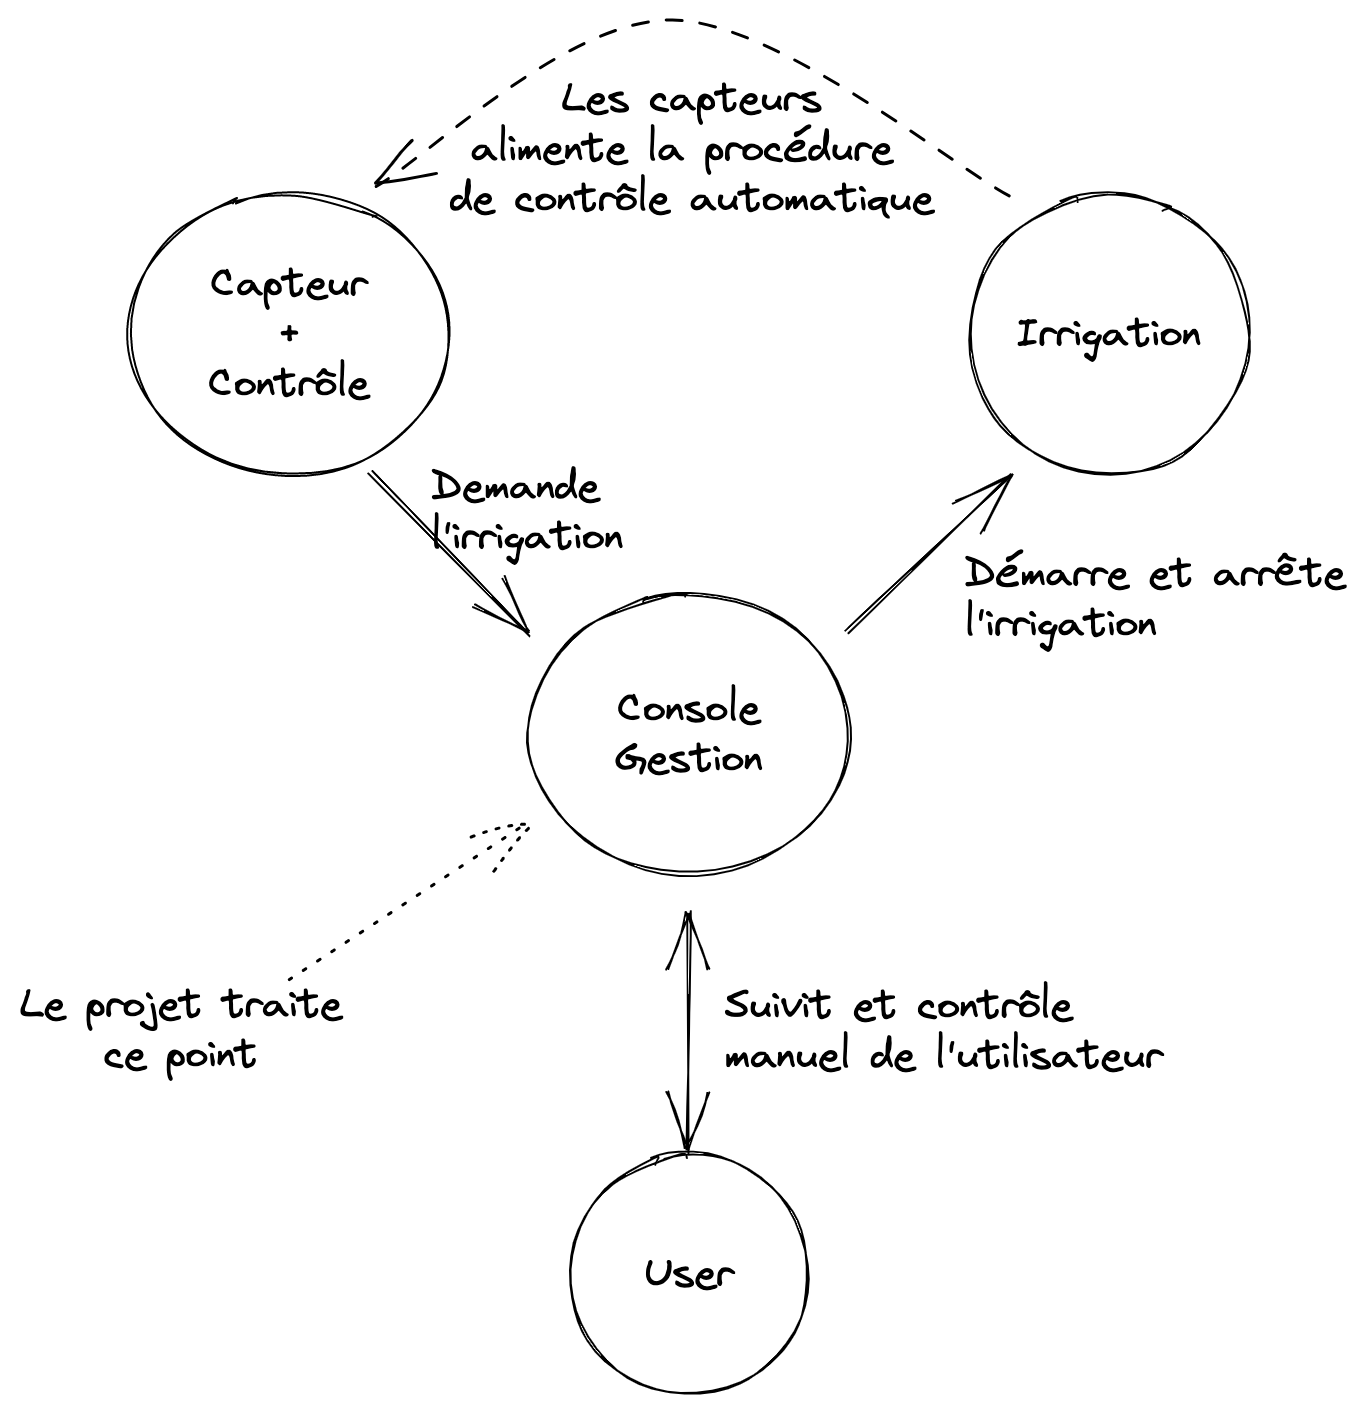 Les capteurs
alimente la procédure
de contrôle automatique
Capteur
+
Contrôle
Irrigation
Demande
l'irrigation
Démarre et arrête
l'irrigation
Console
Gestion
Le projet traite
ce point
Suivit et contrôle
manuel de l'utilisateur
User